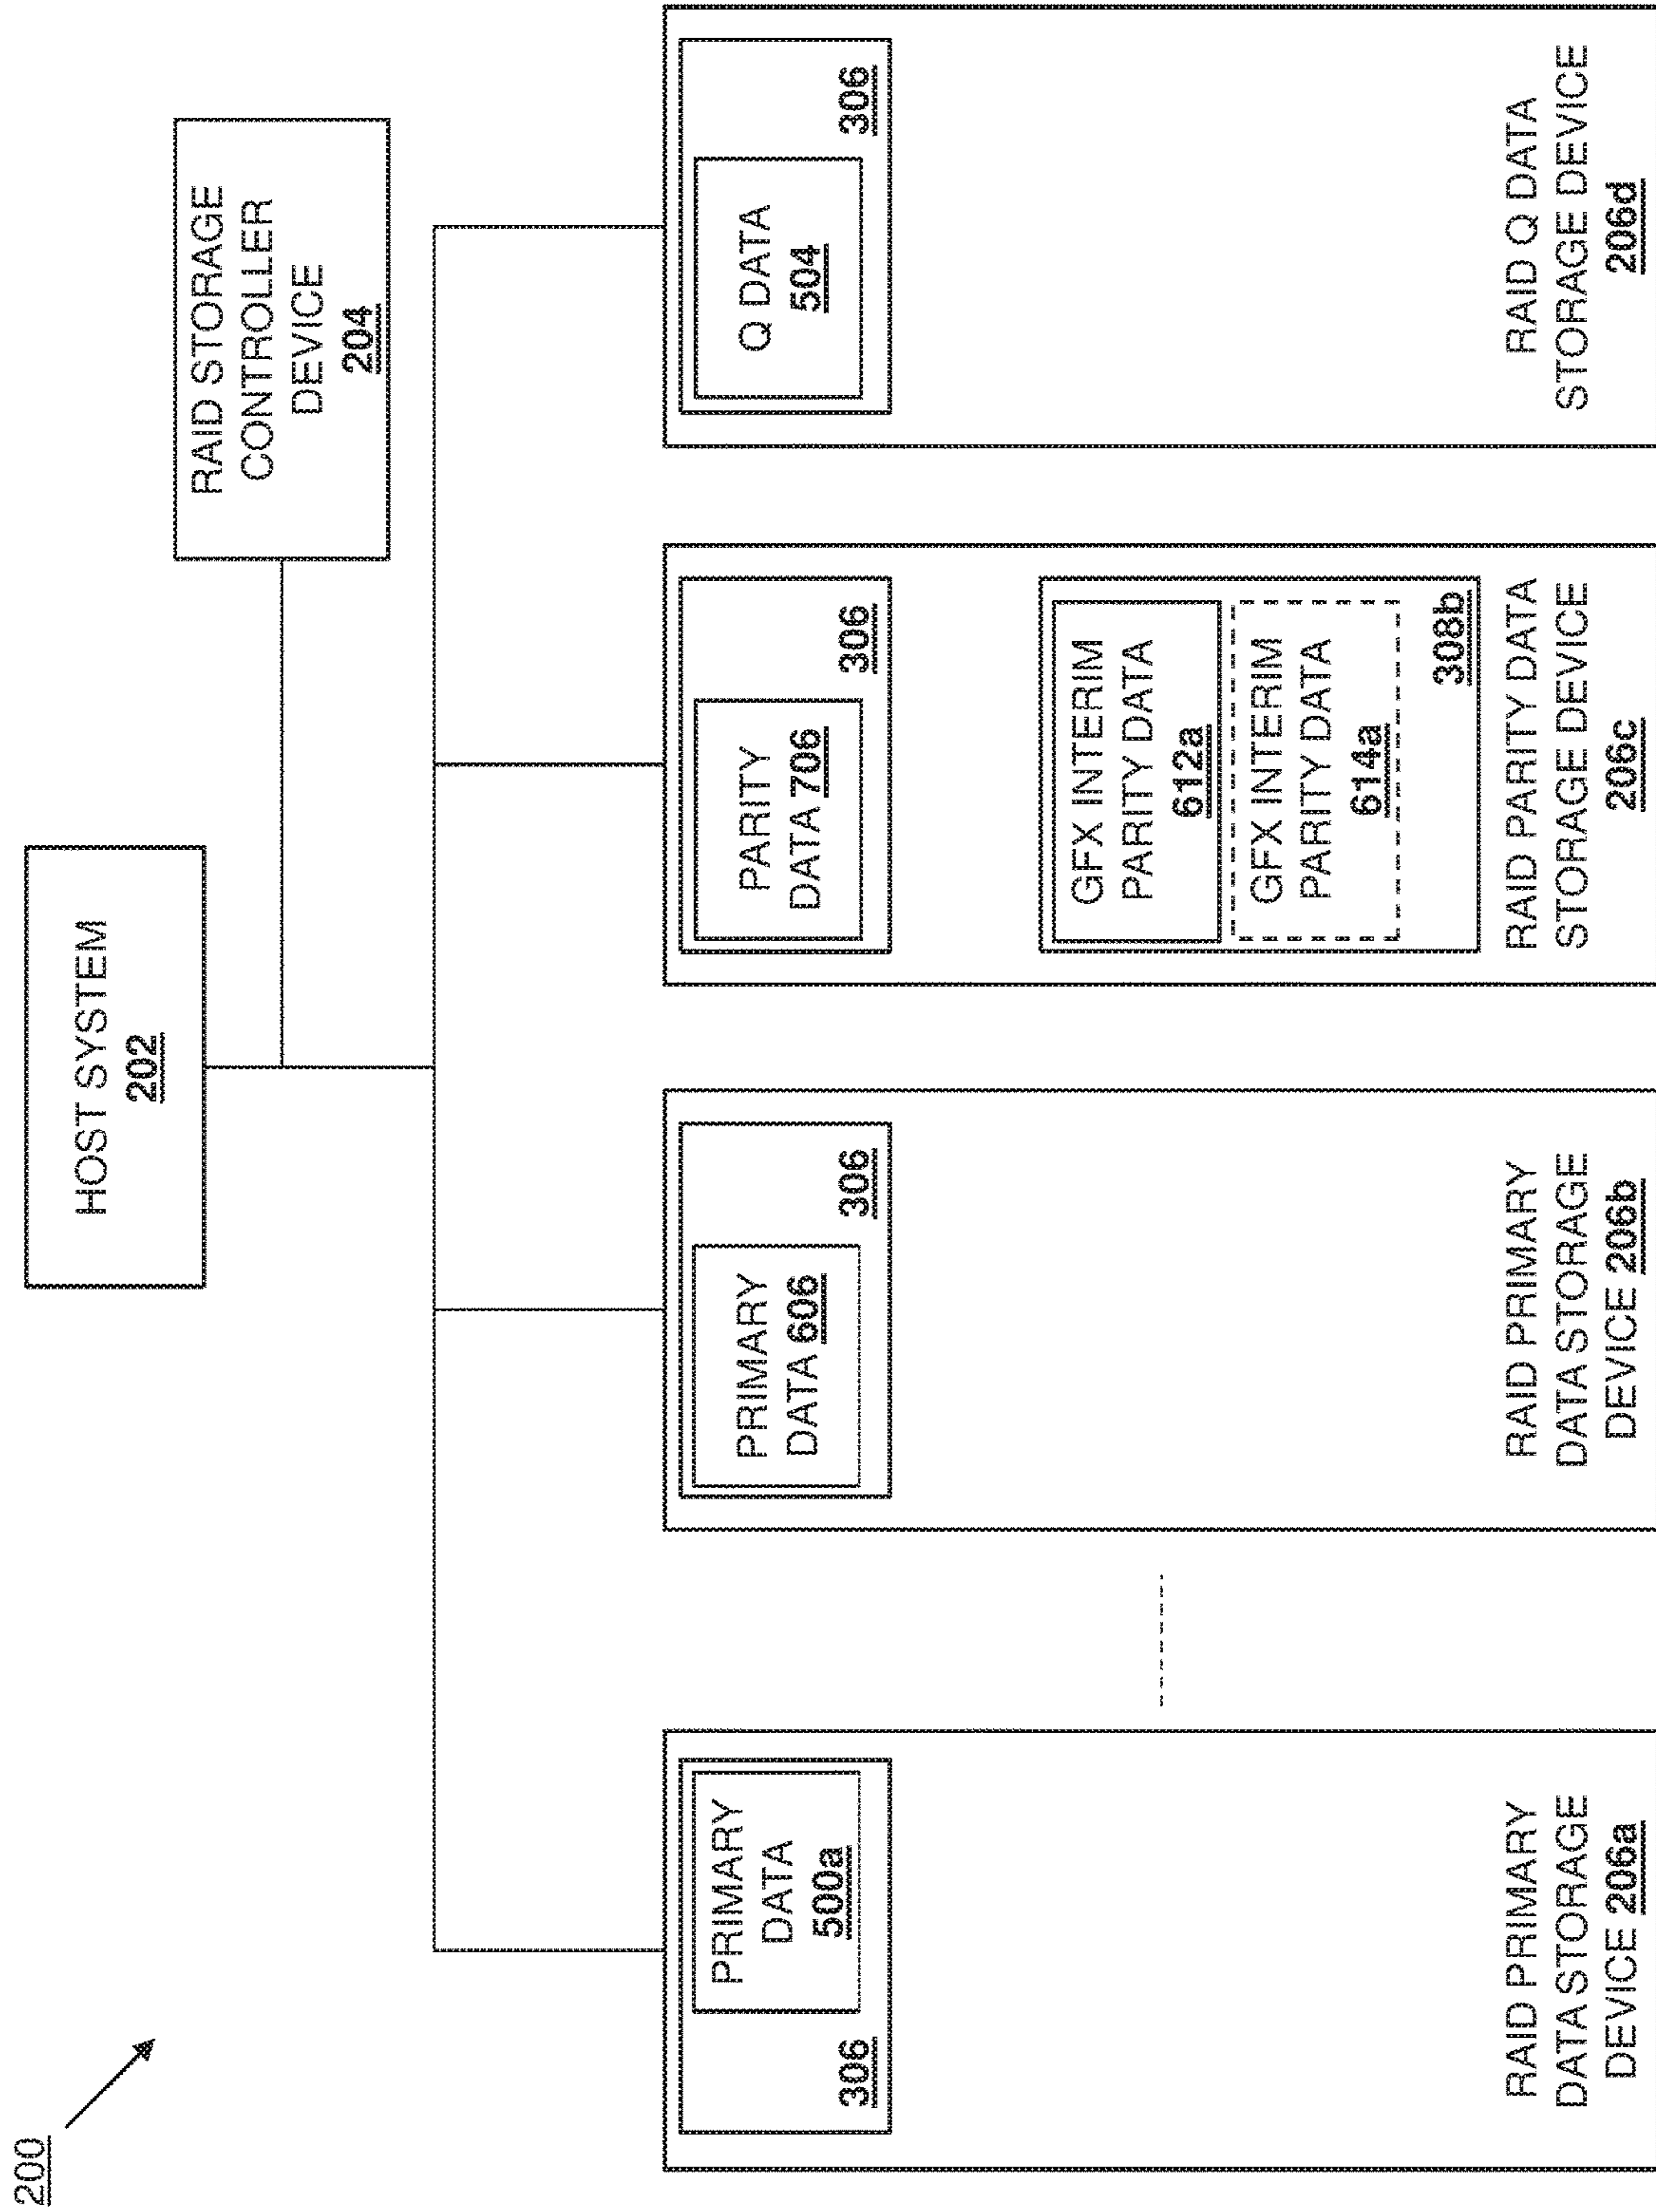 200
HOST SYSTEM
202
RAID STORAGE
CONTROLLER
DEVICE
204
306
PRIMARY
DATA
500a
RAID PRIMARY
DATA STORAGE
DEVICE 206a
PRIMARY
DATA 606
306
RAID PRIMARY
DATA STORAGE
DEVICE 206b
PARITY
DATA 706
306
GFX INTERIM
PARITY DATA
612a
GFX INTERIM
PARITY DATA
614a
308b
RAID PARITY DATA
STORAGE DEVICE
206c
Q DATA
504
306
RAID Q DATA
STORAGE DEVICE
206d